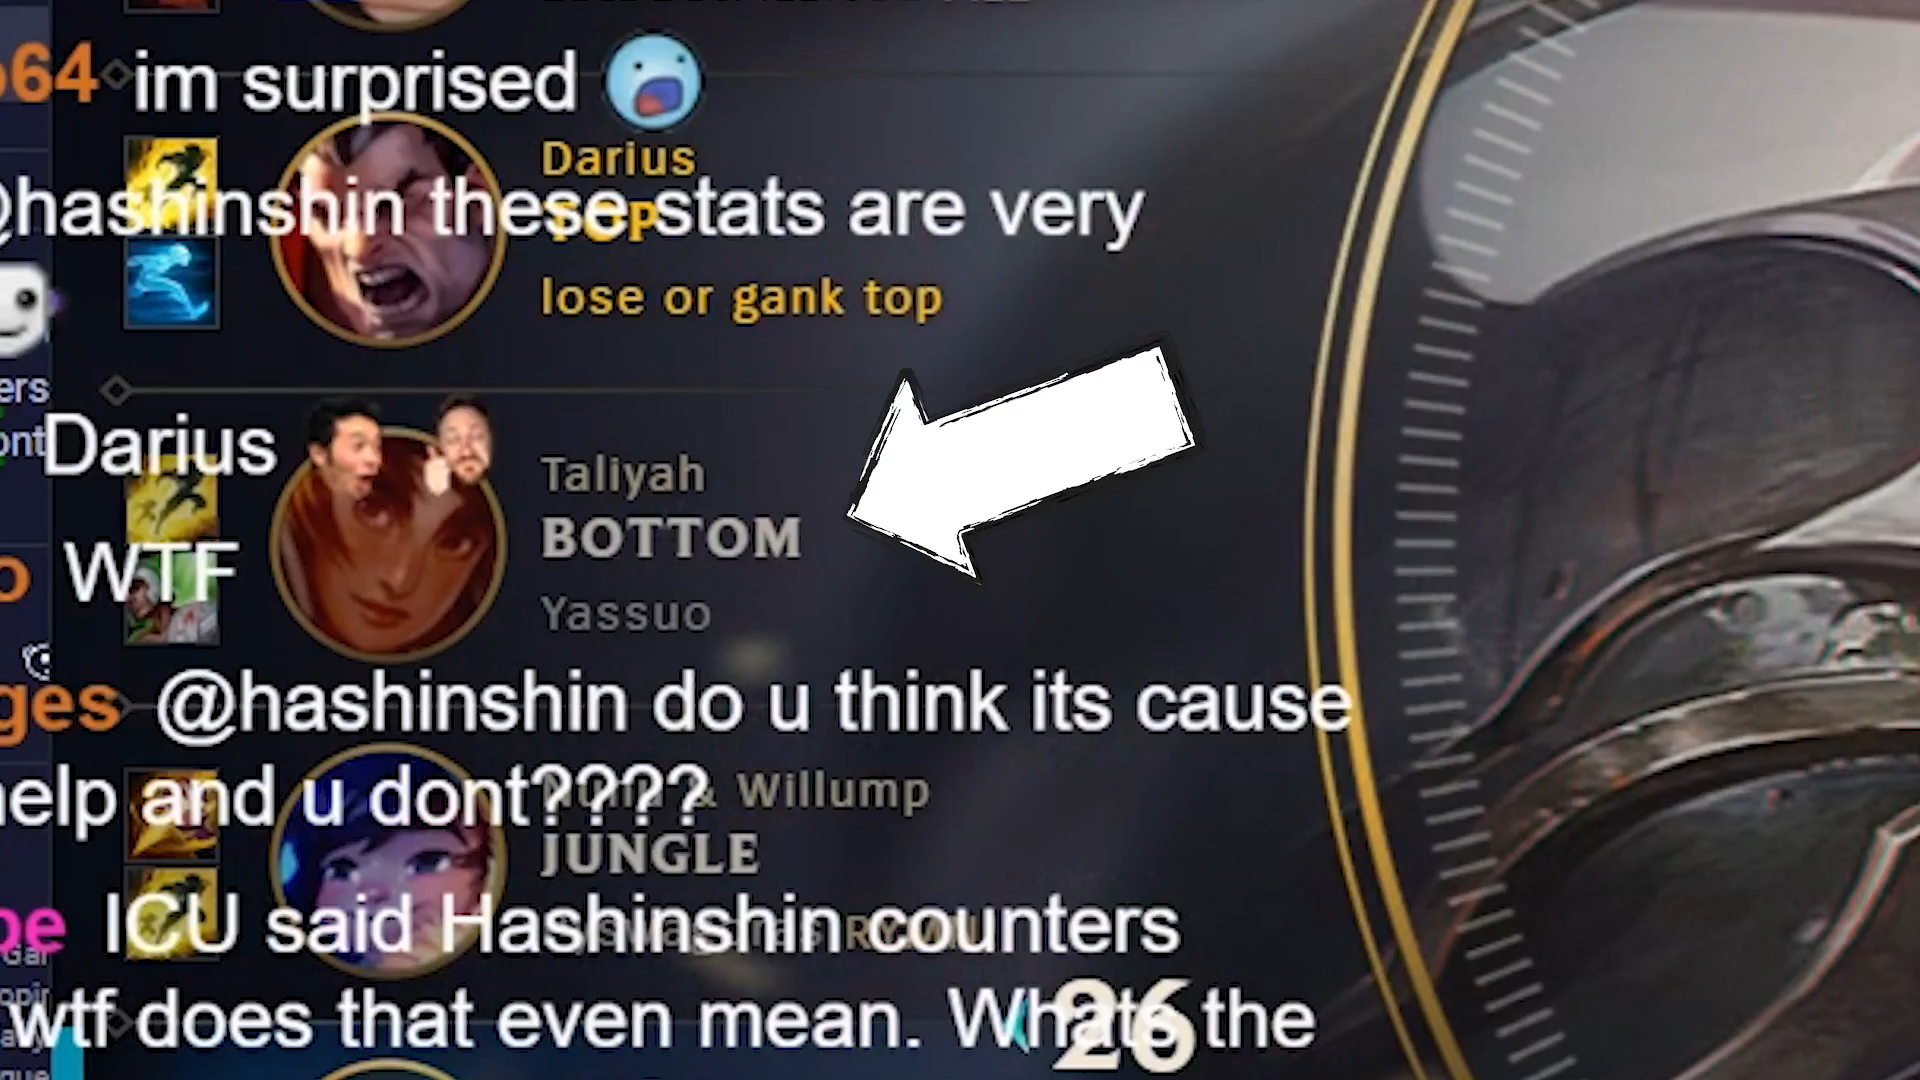 64 im surprised
Darius
@hashinshin these stats are very
TOP
lose or gank top
ers
Darius
Taliyah
BOTTOM
WTF
Yassuo
ges @hashinshin do u think its cause
& Willump
help and u dont????
JUNGLE
be ICU said Hashinshin counters
wtf does that even mean. Whats the
26